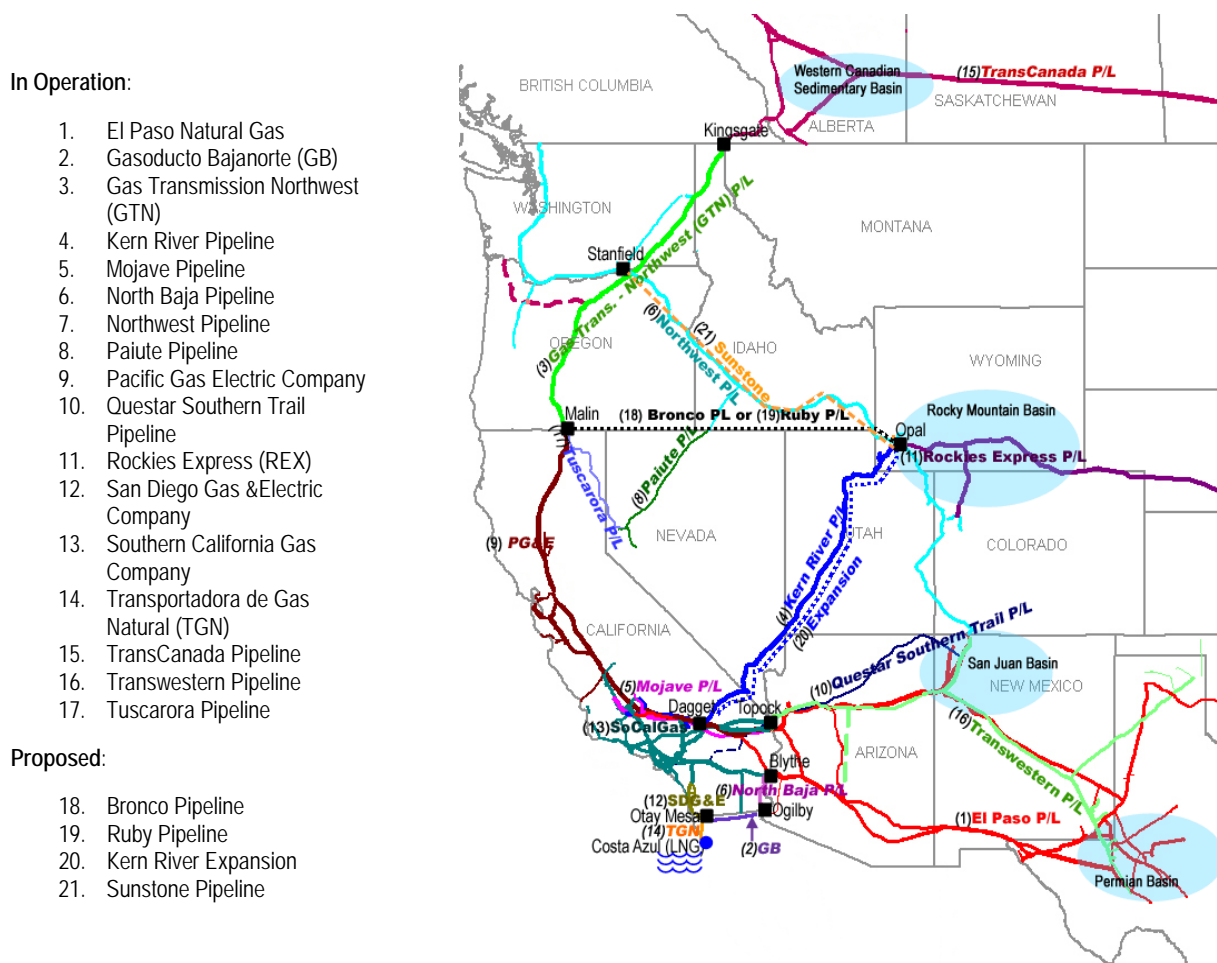 In Operation:
1. El Paso Natural Gas
2. Gasoducto Bajanorte (GB)
3. Gas Transmission Northwest
(GTN)
4. Kern River Pipeline
5. Mojave Pipeline
6. North Baja Pipeline
7. Northwest Pipeline
8. Paiute Pipeline
9. Pacific Gas Electric Company
10. Questar Southern Trail
Pipeline
11. Rockies Express (REX)
12. San Diego Gas &Electric
Company
13. Southern California Gas
Company
14. Transportadora de Gas
Natural (TGN)
15. TransCanada Pipeline
16. Transwestern Pipeline
17. Tuscarora Pipeline
Proposed:
18. Bronco Pipeline
19. Ruby Pipeline
20. Kern River Expansion
21. Sunstone Pipeline
BRITISH COLUMBIA
Western Canadian
Sedimentary Basin
(15)TransCanada P/L
SASKATCHEWAN
ALBERTA
Kingsgate
WASHINGTON
MONTANA
Stanfield
(3)Gas Trans. - Northwest (GTN) P/L
OREGON
(6)Northwest P/L
(21) Sunstone
IDAHO
WYOMING
Malin
(18) Bronco PL or (19)Ruby P/L
Rocky Mountain Basin
Opal
(11)Rockies Express P/L
Tuscarora P/L
(8)Paiute P/L
NEVADA
UTAH
COLORADO
(9) PG&E
(4)Kern River P/L
(20)Expansion
CALIFORNIA
(10)Questar Southern Trail P/L
San Juan Basin
NEW MEXICO
(5)Mojave P/L
Dagget
Topock
(13)SoCalGas
(16)Transwestern P/L
ARIZONA
Blythe
(6)North Baja P/L
(12)SDG&E
Ogilby
Otay Mesa
(14)TGN
(1)El Paso P/L
Costa Azul (LNG)
(2)GB
Permian Basin